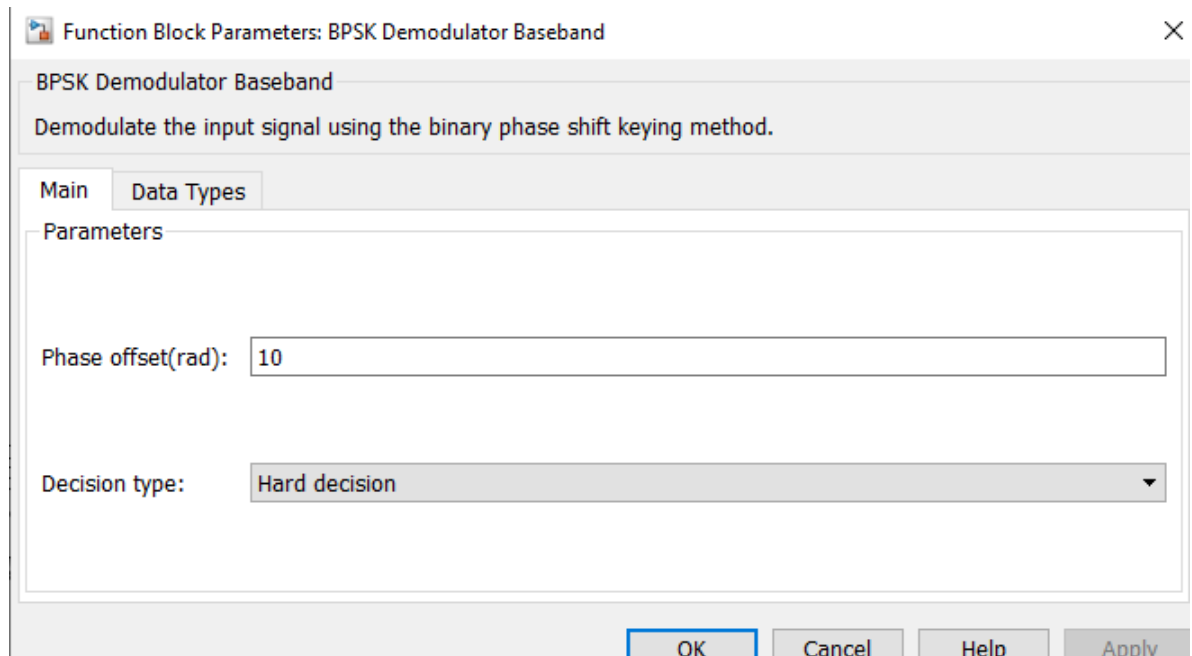 Function Block Parameters: BPSK Demodulator Baseband
BPSK Demodulator Baseband
Demodulate the input signal using the binary phase shift keying method.
Main Data Types
Parameters
Phase offset(rad): 10
Decision type: Hard decision
OK Cancel Help Apply